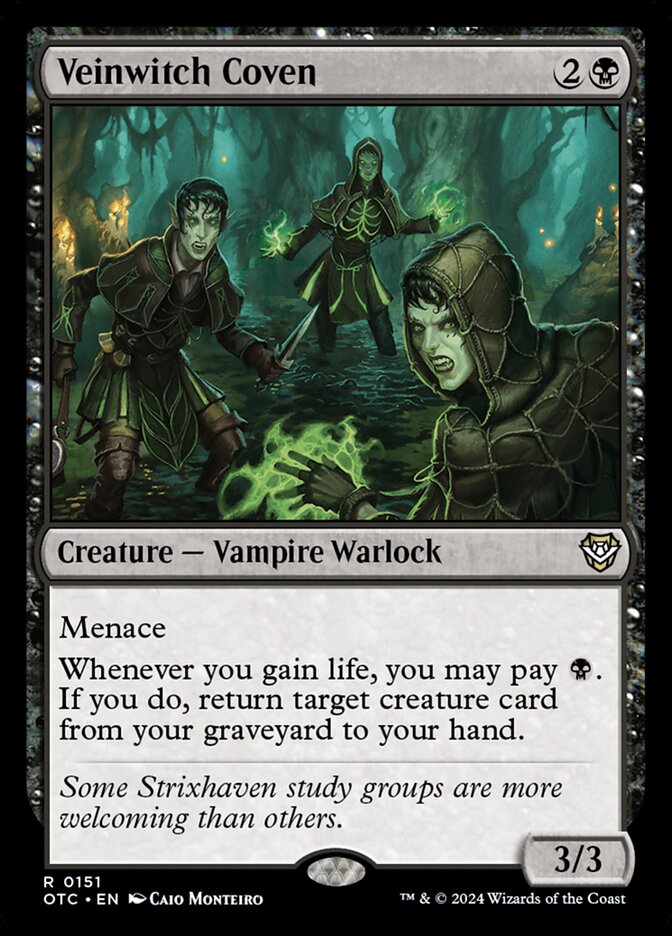 Veinwitch Coven 2
Creature — Vampire Warlock
Menace
Whenever you gain life, you may pay .
If you do, return target creature card
from your graveyard to your hand.
Some Strixhaven study groups are more
welcoming than others.
3/3
R 0151
OTC • EN Caio Monteiro
™ & © 2024 Wizards of the Coast